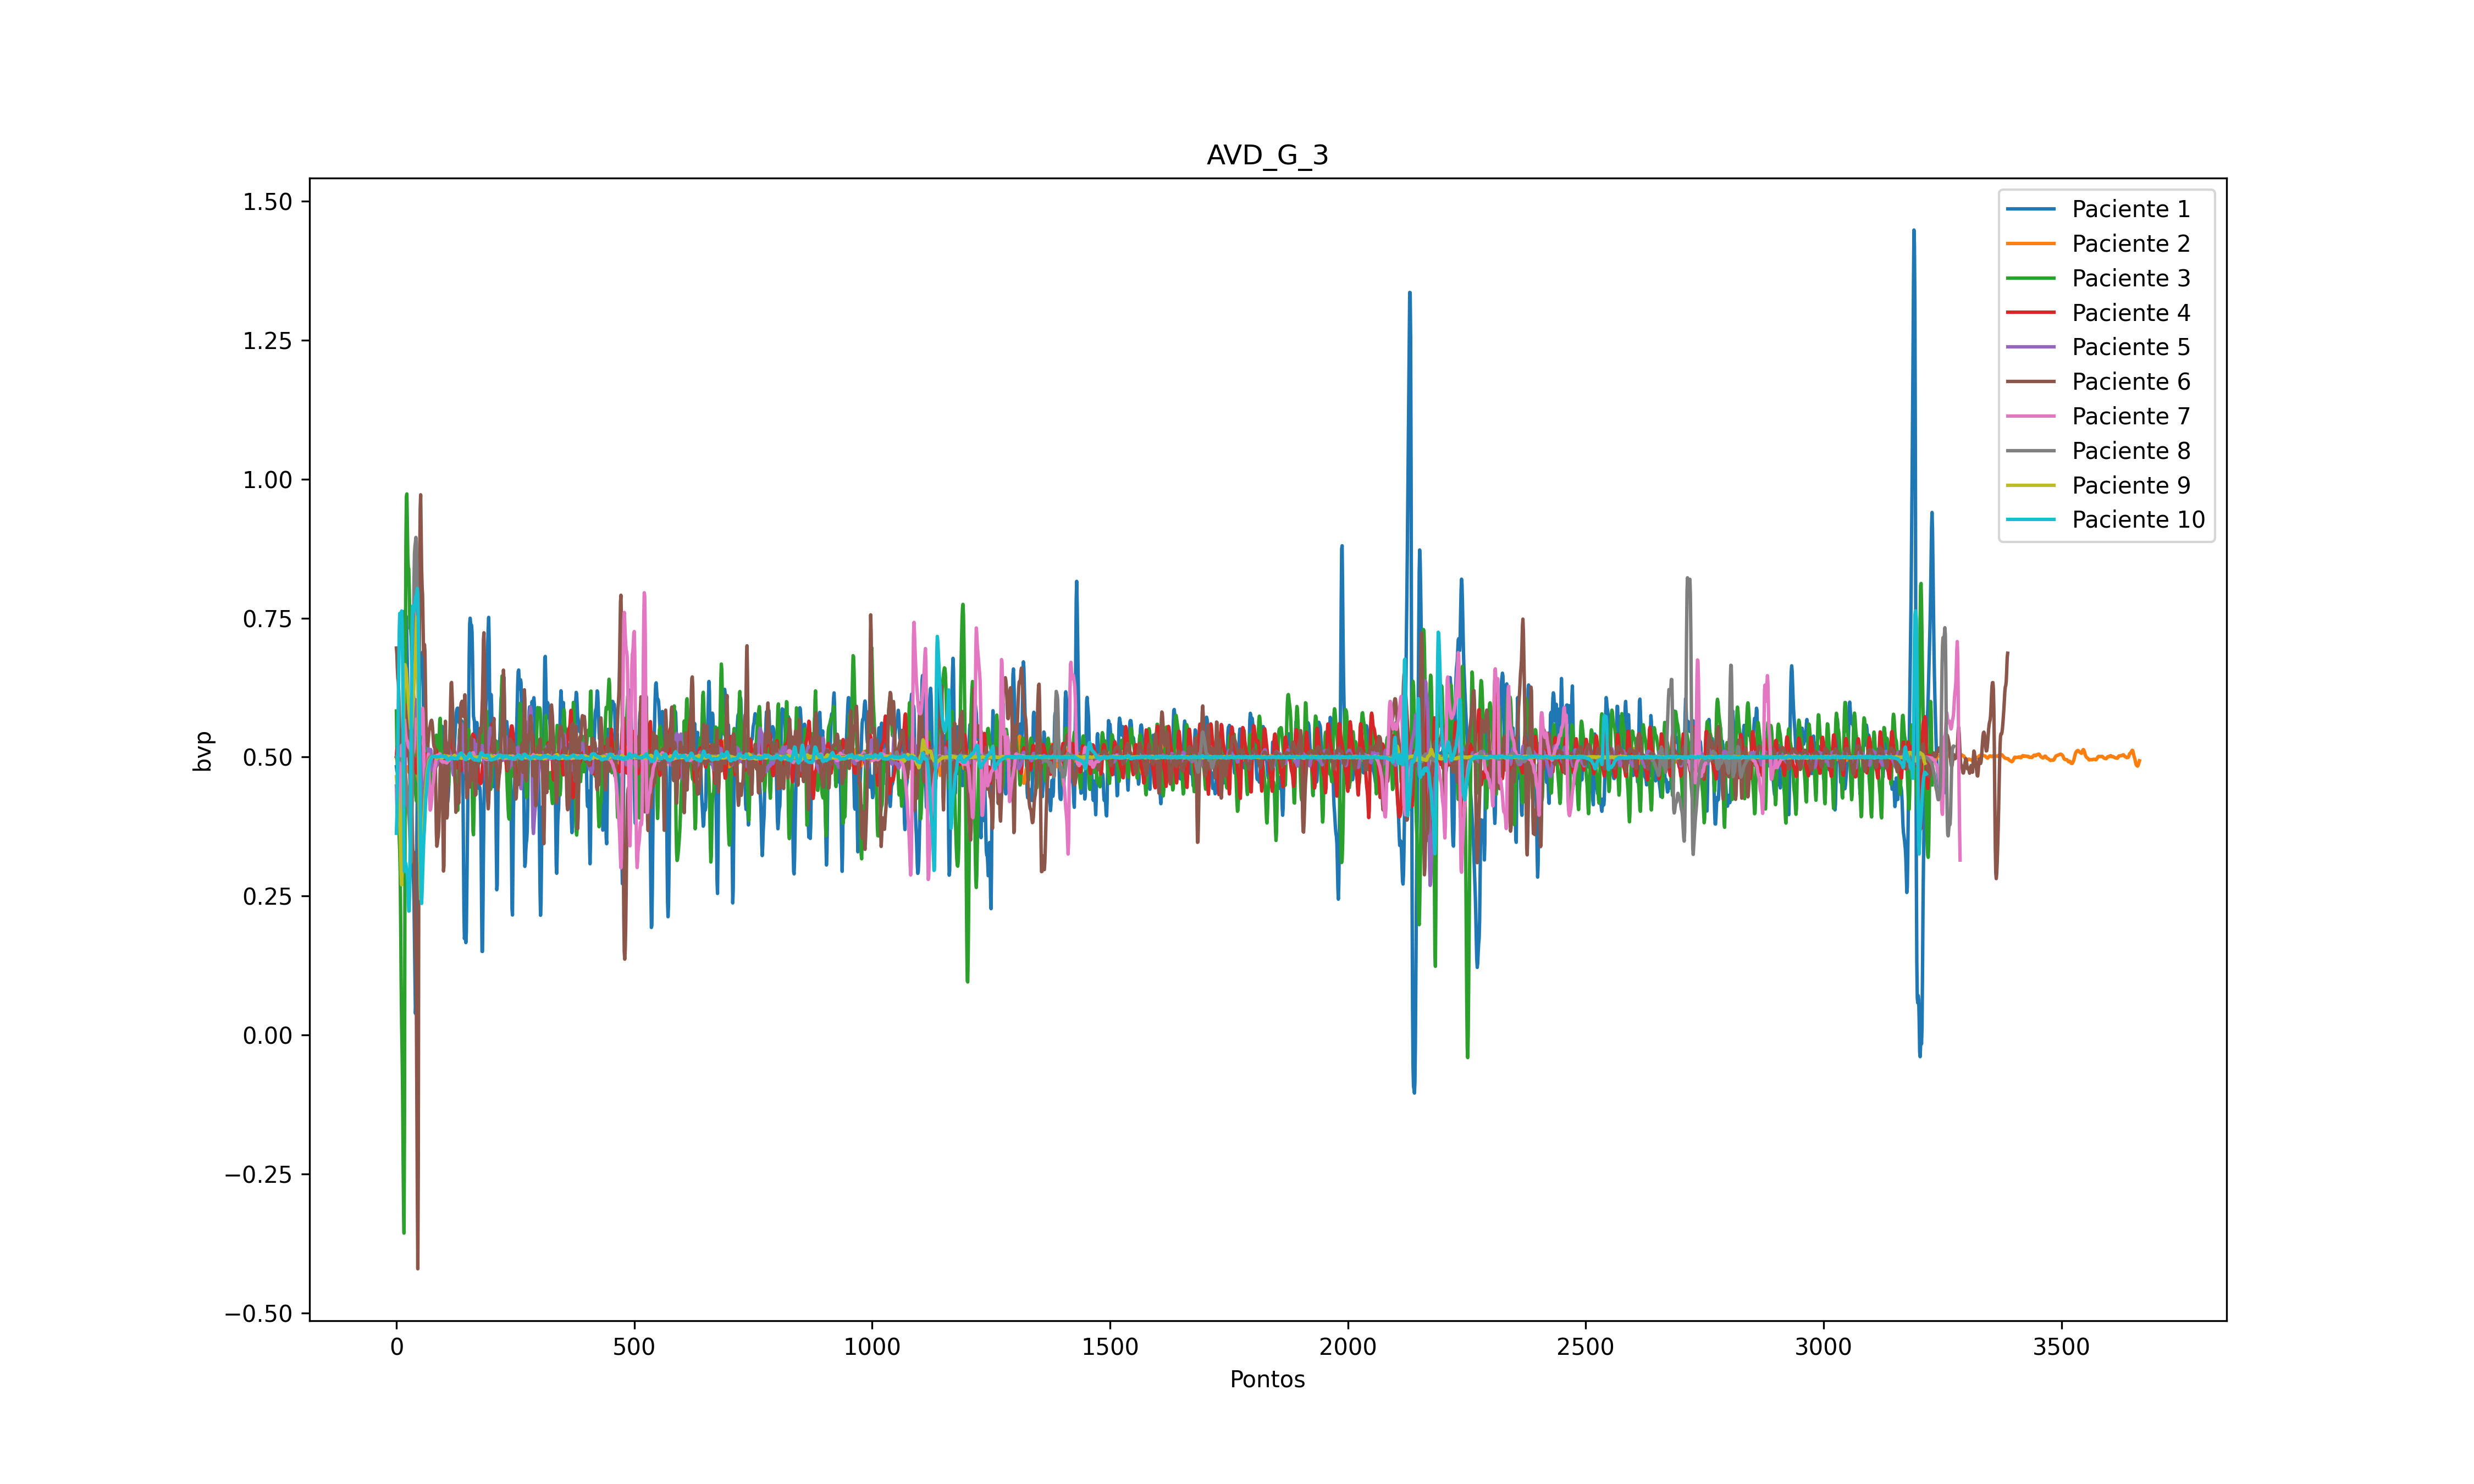 AVD_G_3
1.50
1.25
1.00
0.75
0.50
0.25
0.00
−0.25
−0.50
bvp
0
500
1000
1500
2000
2500
3000
3500
Pontos
Paciente 1
Paciente 2
Paciente 3
Paciente 4
Paciente 5
Paciente 6
Paciente 7
Paciente 8
Paciente 9
Paciente 10